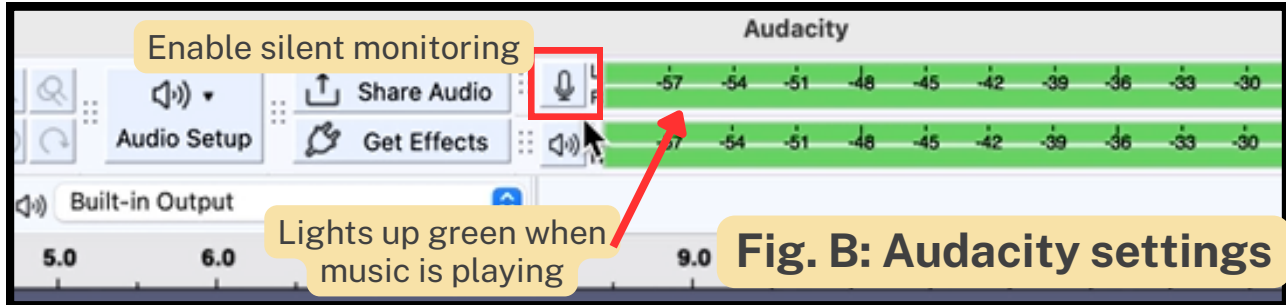 Audacity
Enable silent monitoring
Share Audio
Audio Setup
Get Effects
-57 -54 -51 -48 -45 -42 -39 -36 -33 -30
-57 -54 -51 -48 -45 -42 -39 -36 -33 -30
Built-in Output
Lights up green when
music is playing
5.0 6.0 9.0
Fig. B: Audacity settings